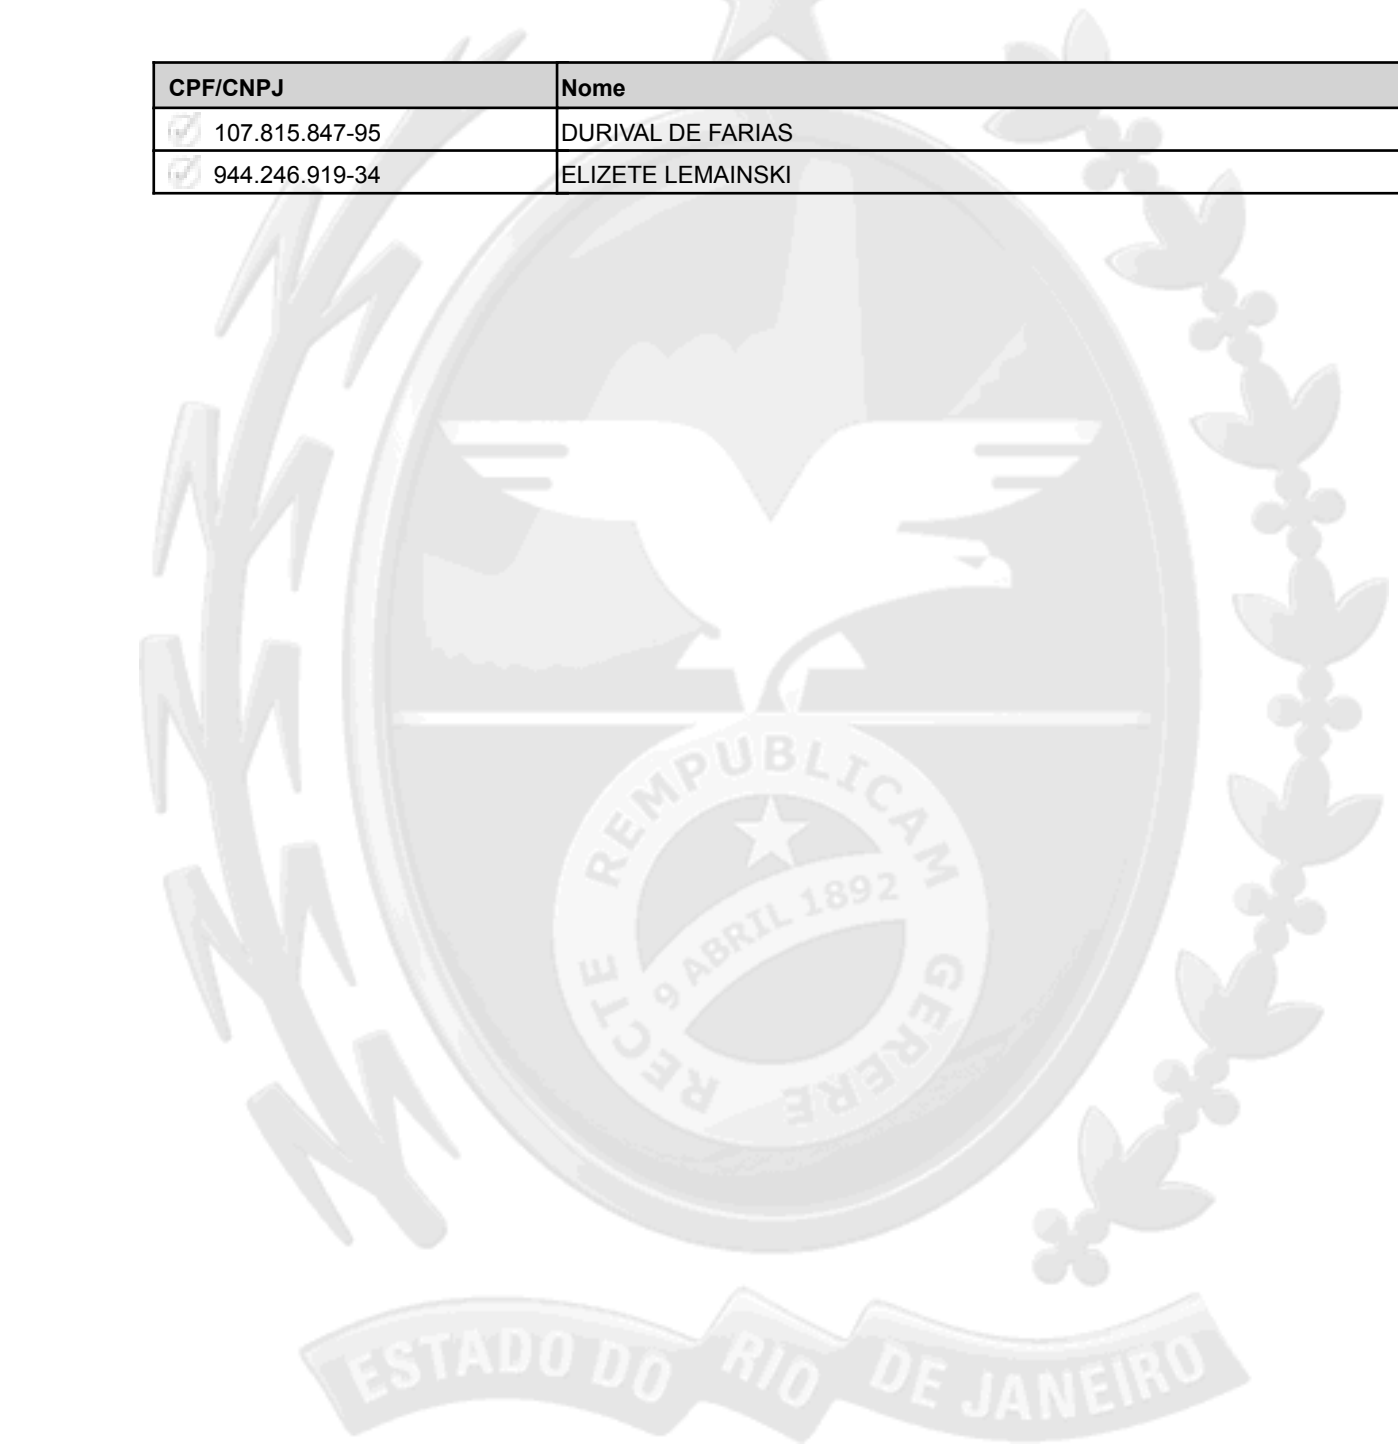 CPF/CNPJ Nome
107.815.847-95 DURIVAL DE FARIAS
944.246.919-34 ELIZETE LEMAINSKI
RECTE REMPUBLICAM GERERE
9 ABRIL 1892
ESTADO DO RIO DE JANEIRO